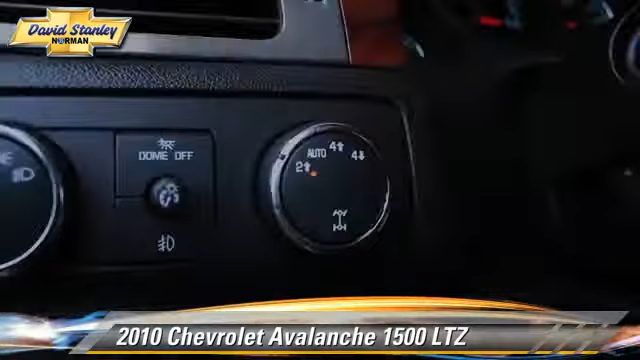 David Stanley
NORMAN
DOME OFF
AUTO
4↑
4↓
2↑
2010 Chevrolet Avalanche 1500 LTZ